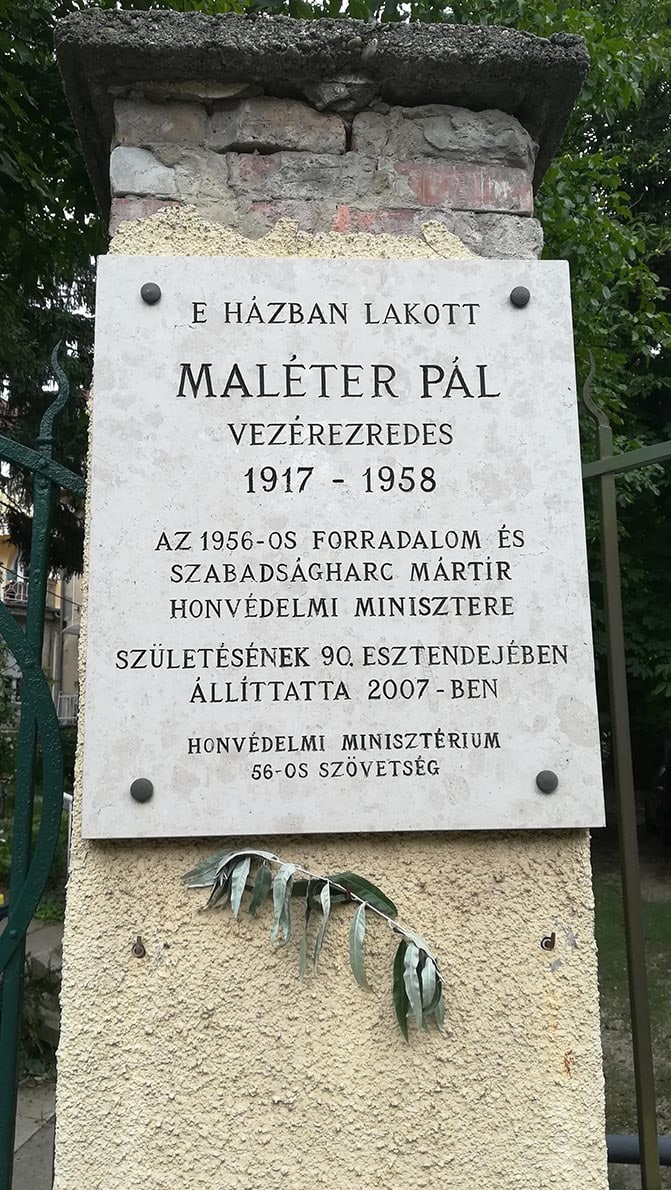 E HÁZBAN LAKOTT
MALÉTER PÁL
VEZÉREZREDES
1917 - 1958
AZ 1956-OS FORRADALOM ÉS
SZABADSÁGHARC MÁRTÍR
HONVÉDELMI MINISZTERE
SZÜLETÉSÉNEK 90. ESZTENDEJÉBEN
ÁLLÍTTATTA 2007-BEN
HONVÉDELMI MINISZTÉRIUM
56-OS SZÖVETSÉG